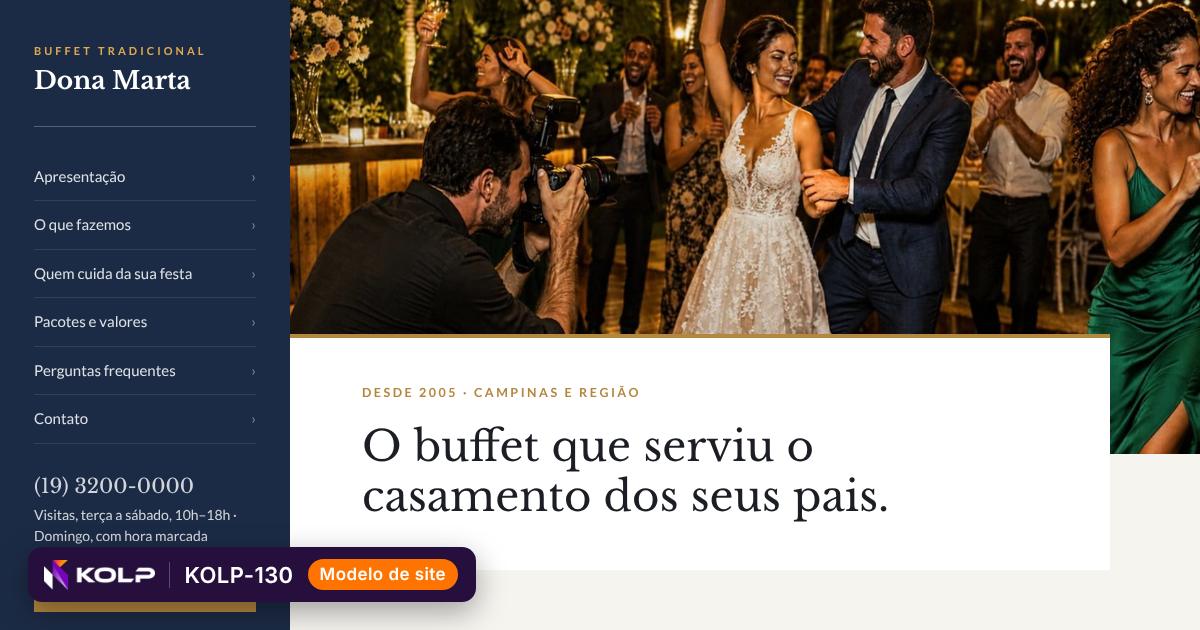 BUFFET TRADICIONAL
Dona Marta
Apresentação ›
O que fazemos ›
Quem cuida da sua festa ›
Pacotes e valores ›
Perguntas frequentes ›
Contato ›
(19) 3200-0000
Visitas, terça a sábado, 10h–18h ·
Domingo, com hora marcada
DESDE 2005 · CAMPINAS E REGIÃO
O buffet que serviu o
casamento dos seus pais.
KOLP KOLP-130 Modelo de site